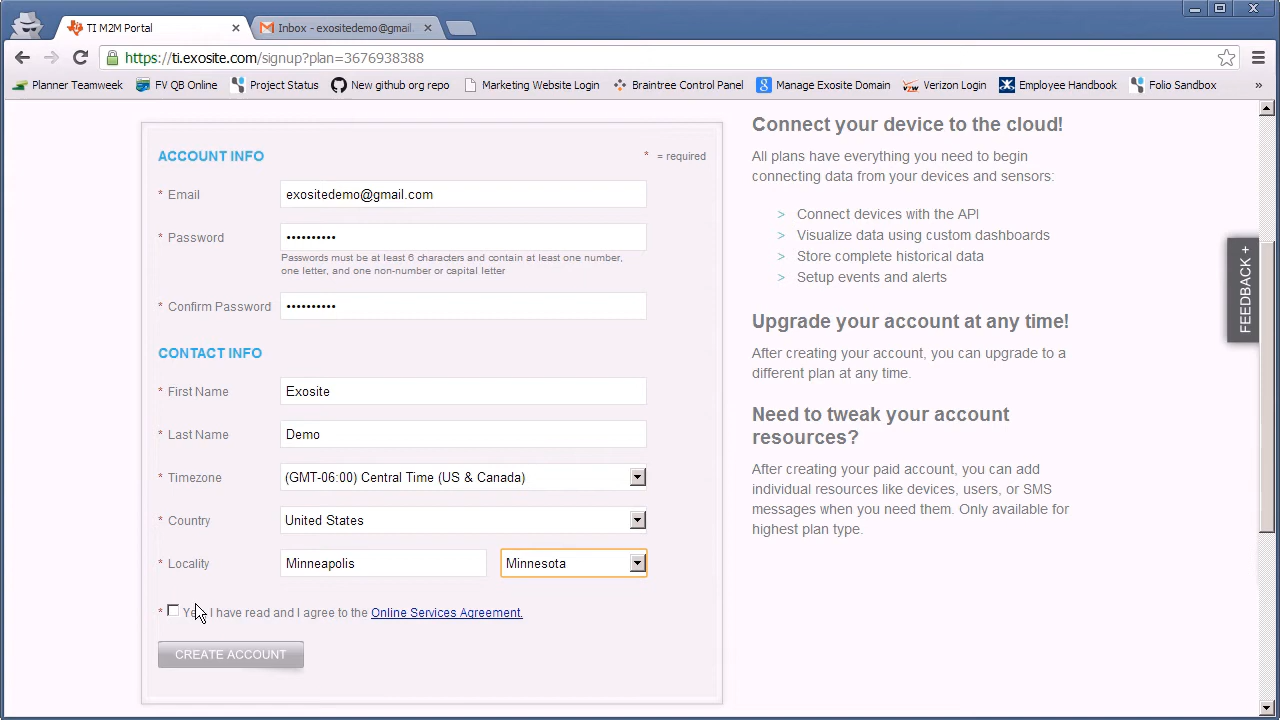 TI M2M Portal
Inbox - exositedemo@gmail.
https://ti.exosite.com/signup?plan=3676938388
Planner Teamweek
FV QB Online
Project Status
New github org repo
Marketing Website Login
Braintree Control Panel
Manage Exosite Domain
Verizon Login
Employee Handbook
Folio Sandbox
»
ACCOUNT INFO
* = required
* Email
exositedemo@gmail.com
* Password
••••••••••
Passwords must be at least 6 characters and contain at least one number,
one letter, and one non-number or capital letter
* Confirm Password
••••••••••
CONTACT INFO
* First Name
Exosite
* Last Name
Demo
* Timezone
(GMT-06:00) Central Time (US & Canada)
* Country
United States
* Locality
Minneapolis
Minnesota
* I have read and I agree to the Online Services Agreement.
CREATE ACCOUNT
Connect your device to the cloud!
All plans have everything you need to begin
connecting data from your devices and sensors:
> Connect devices with the API
> Visualize data using custom dashboards
> Store complete historical data
> Setup events and alerts
Upgrade your account at any time!
After creating your account, you can upgrade to a
different plan at any time.
Need to tweak your account
resources?
After creating your paid account, you can add
individual resources like devices, users, or SMS
messages when you need them. Only available for
highest plan type.
FEEDBACK +